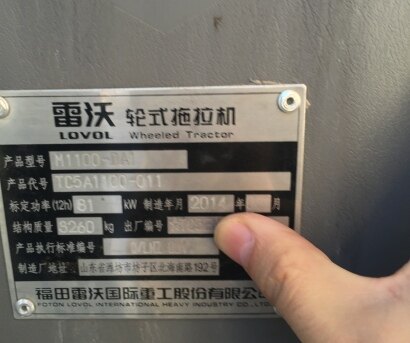 雷沃 轮式拖拉机
LOVOL Wheeled Tractor
产品型号 M1100-DA1
产品代号 TC5A1100-011
标定功率(12h) 81 kW 制造年月 2014 年 月
结构质量 5260 kg 出厂编号
产品执行标准编号
制造厂地址: 山东省潍坊市坊子区北海南路192号
福田雷沃国际重工股份有限公
FOTON LOVOL INTERNATIONAL HEAVY INDUSTRY CO.,